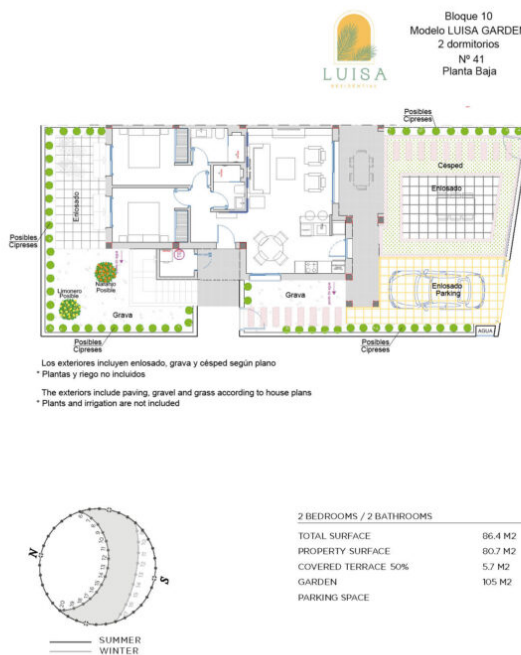 LUISA
RESIDENTIAL
Bloque 10
Modelo LUISA GARDEN
2 dormitorios
Nº 41
Planta Baja
Posibles
Cipreses
Césped
Enlosado
Enlosado
Posibles
Cipreses
Limonero
Posible
Naranjo
Posible
Grava
Grava
Enlosado
Parking
AGUA
Posibles
Cipreses
Posibles
Cipreses
Los exteriores incluyen enlosado, grava y césped según plano
* Plantas y riego no incluidos
The exteriors include paving, gravel and grass according to house plans
* Plants and irrigation are not included
N
S
SUMMER
WINTER
2 BEDROOMS / 2 BATHROOMS
TOTAL SURFACE 86.4 M2
PROPERTY SURFACE 80.7 M2
COVERED TERRACE 50% 5.7 M2
GARDEN 105 M2
PARKING SPACE